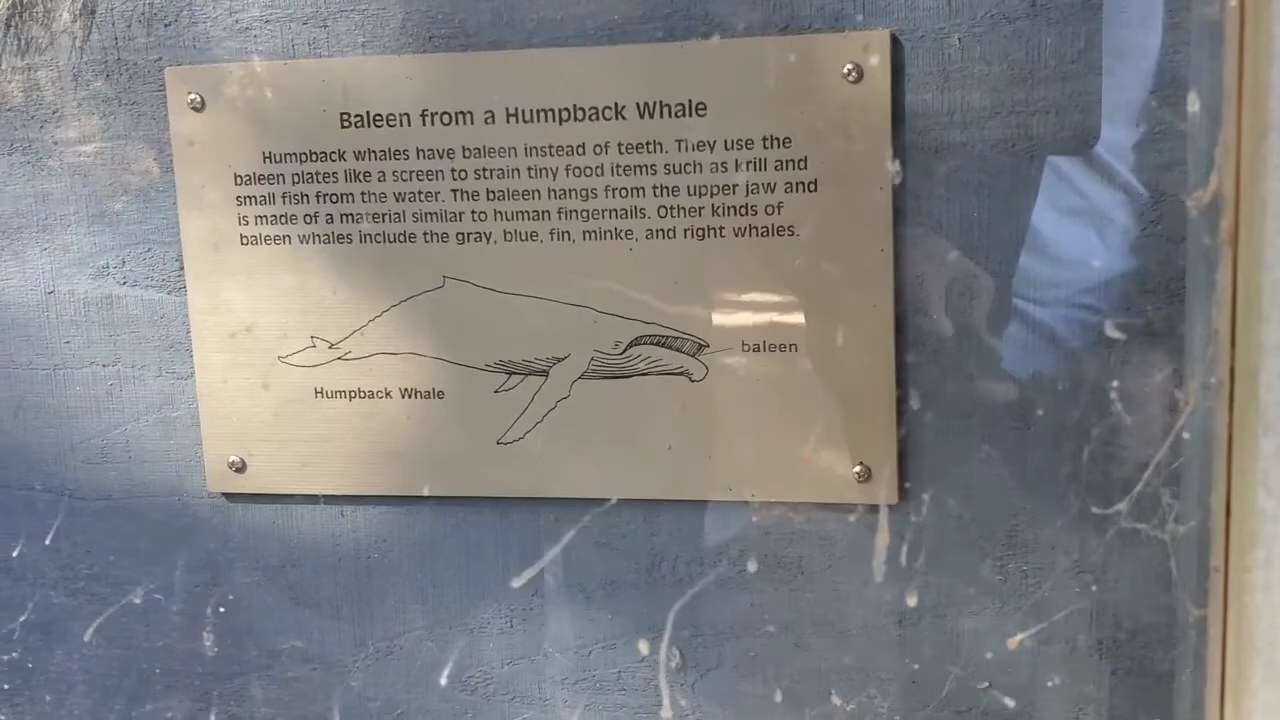 Baleen from a Humpback Whale
Humpback whales have baleen instead of teeth. They use the
baleen plates like a screen to strain tiny food items such as krill and
small fish from the water. The baleen hangs from the upper jaw and
is made of a material similar to human fingernails. Other kinds of
baleen whales include the gray, blue, fin, minke, and right whales.
baleen
Humpback Whale